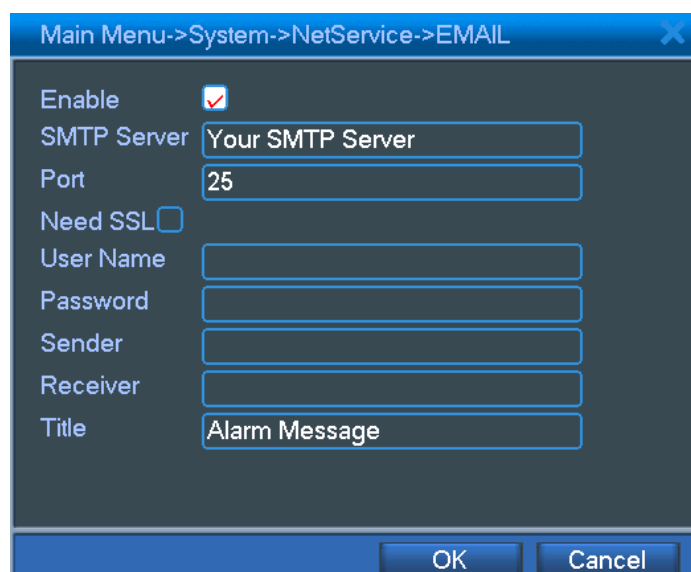 Main Menu->System->NetService->EMAIL
Enable
SMTP Server Your SMTP Server
Port 25
Need SSL
User Name
Password
Sender
Receiver
Title Alarm Message
OK Cancel